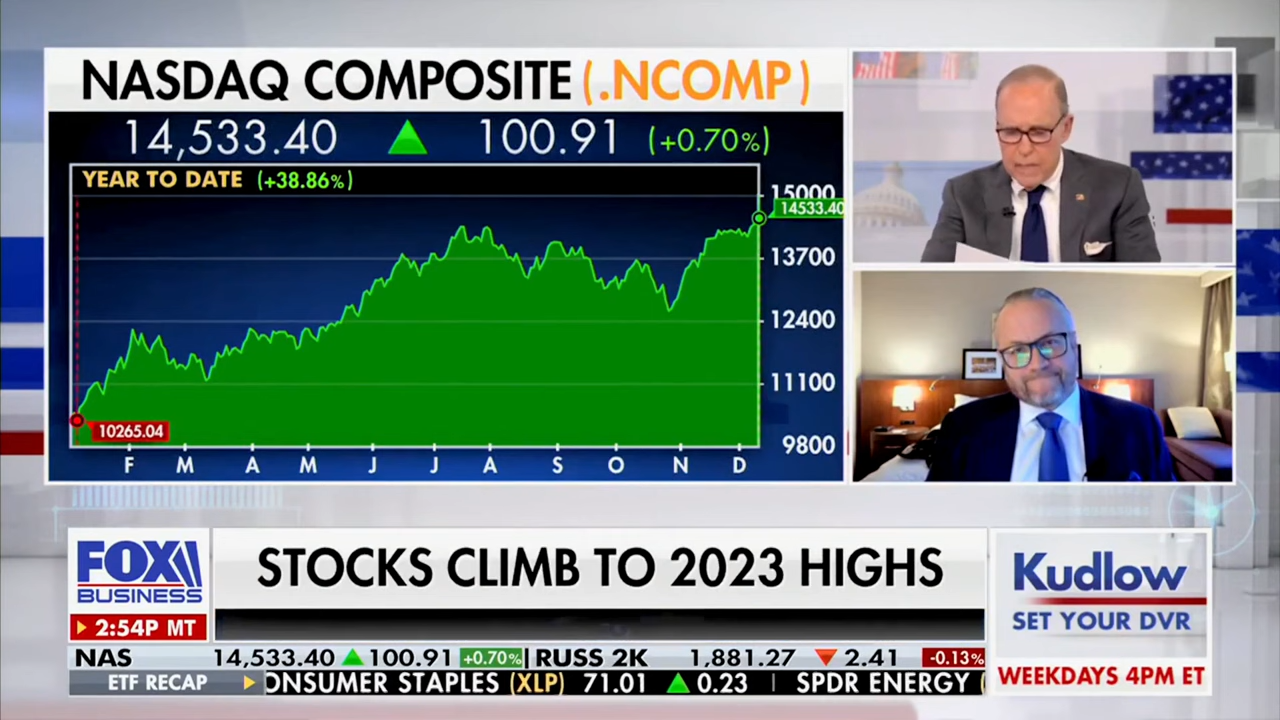 NASDAQ COMPOSITE (.NCOMP)
14,533.40 ▲ 100.91 (+0.70%)
YEAR TO DATE (+38.86%)
15000
14533.40
13700
12400
11100
10265.04
9800
F M A M J J A S O N D
FOX BUSINESS
2:54P MT
STOCKS CLIMB TO 2023 HIGHS
Kudlow
SET YOUR DVR
WEEKDAYS 4PM ET
NAS 14,533.40 ▲ 100.91 +0.70% RUSS 2K 1,881.27 ▼ 2.41 -0.13%
ETF RECAP ONSUMER STAPLES (XLP) 71.01 ▲ 0.23 | SPDR ENERGY (